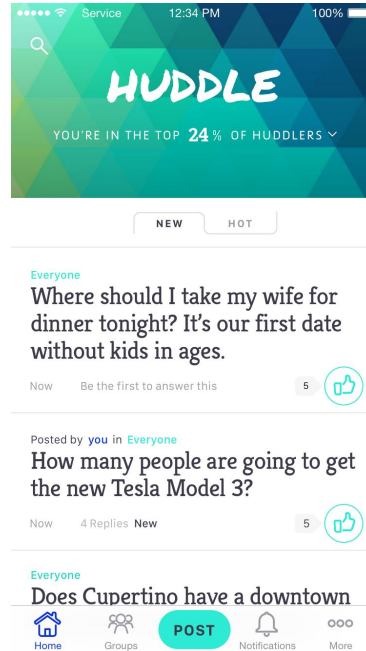 Service 12:34 PM 100%
HUDDLE
YOU'RE IN THE TOP 24% OF HUDDLERS
NEW HOT
Everyone
Where should I take my wife for
dinner tonight? It's our first date
without kids in ages.
Now Be the first to answer this 5
Posted by you in Everyone
How many people are going to get
the new Tesla Model 3?
Now 4 Replies New 5
Everyone
Does Cupertino have a downtown
Home Groups POST Notifications More